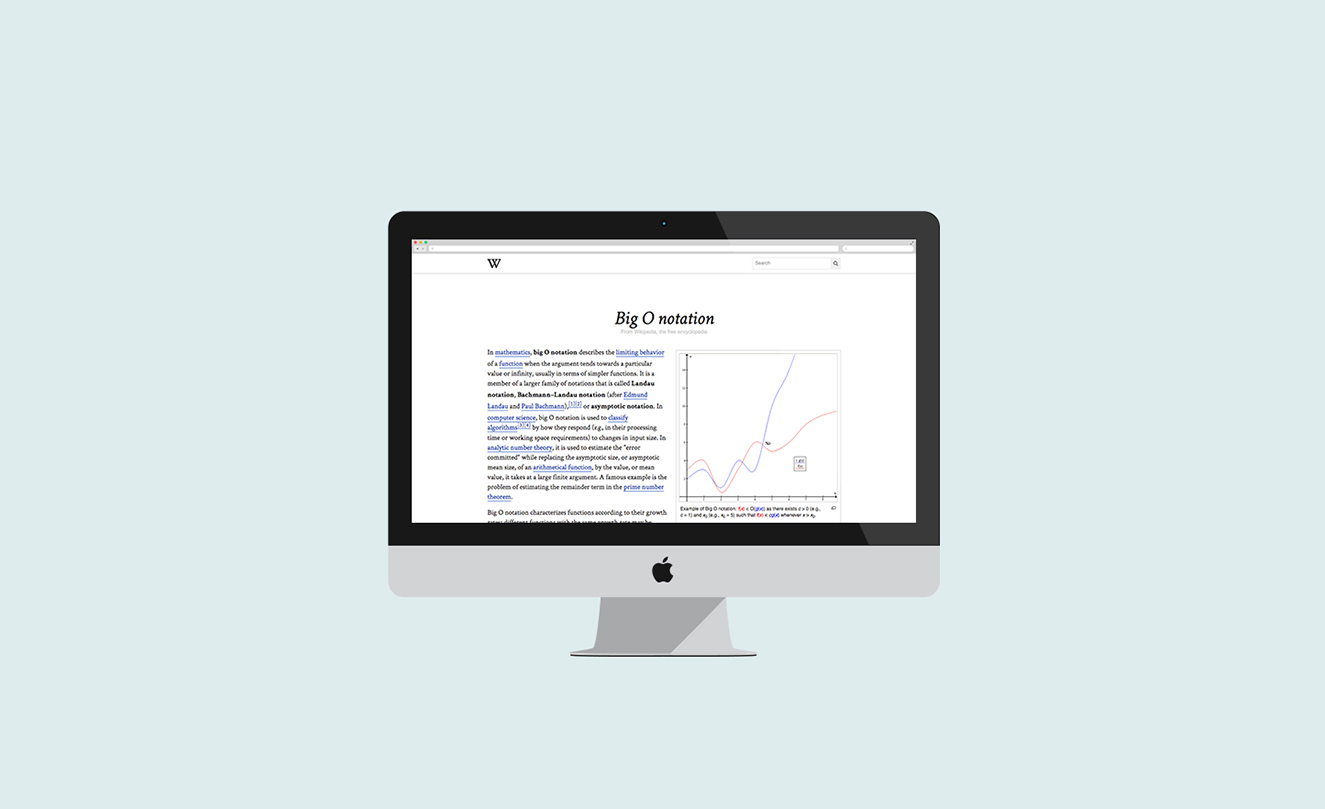 W
Search
Big O notation
From Wikipedia, the free encyclopedia
In mathematics, big O notation describes the limiting behavior
of a function when the argument tends towards a particular
value or infinity, usually in terms of simpler functions. It is a
member of a larger family of notations that is called Landau
notation, Bachmann–Landau notation (after Edmund
Landau and Paul Bachmann),[1][2] or asymptotic notation. In
computer science, big O notation is used to classify
algorithms[3][4] by how they respond (e.g., in their processing
time or working space requirements) to changes in input size. In
analytic number theory, it is used to estimate the "error
committed" while replacing the asymptotic size, or asymptotic
mean size, of an arithmetical function, by the value, or mean
value, it takes at a large finite argument. A famous example is the
problem of estimating the remainder term in the prime number
theorem.
Big O notation characterizes functions according to their growth
rates: different functions with the same growth rate may be
Example of Big O notation: f(x) ∈ O(g(x)) as there exists c > 0 (e.g.,
c = 1) and x₀ (e.g., x₀ = 5) such that f(x) < cg(x) whenever x > x₀.